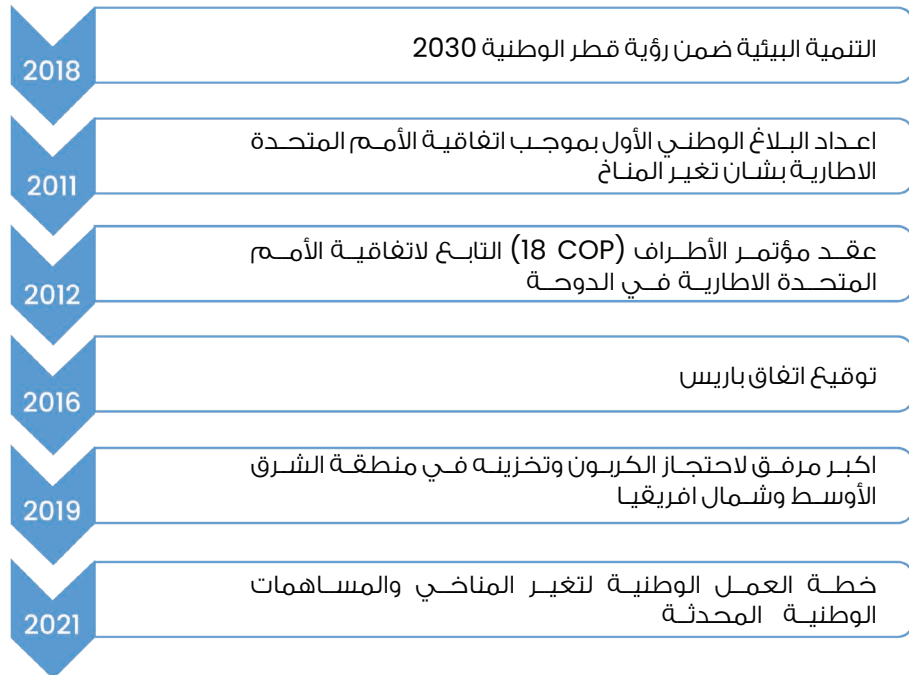 2018
التنمية البيئية ضمن رؤية قطر الوطنية 2030
2011
اعداد البلاغ الوطني الأول بموجب اتفاقية الأمم المتحدة
الاطارية بشان تغير المناخ
2012
عقد مؤتمر الأطراف (COP 18) التابع لاتفاقية الأمم
المتحدة الاطارية في الدوحة
2016
توقيع اتفاق باريس
2019
اكبر مرفق لاحتجاز الكربون وتخزينه في منطقة الشرق
الأوسط وشمال افريقيا
2021
خطة العمل الوطنية لتغير المناخي والمساهمات
الوطنية المحدثة